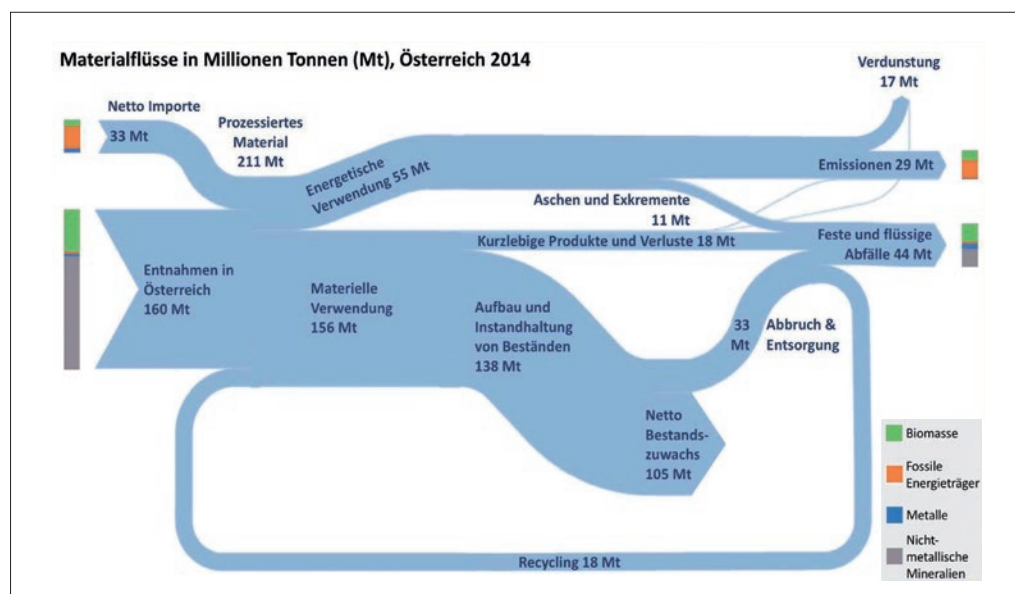 Materialflüsse in Millionen Tonnen (Mt), Österreich 2014
Verdunstung
17 Mt
Netto Importe
33 Mt
Prozessiertes
Material
211 Mt
Energetische
Verwendung 55 Mt
Emissionen 29 Mt
Aschen und Exkremente
11 Mt
Kurzlebige Produkte und Verluste 18 Mt
Feste und flüssige
Abfälle 44 Mt
Entnahmen in
Österreich
160 Mt
Materielle
Verwendung
156 Mt
Aufbau und
Instandhaltung
von Beständen
138 Mt
33
Mt
Abbruch &
Entsorgung
Netto
Bestands-
zuwachs
105 Mt
Recycling 18 Mt
Biomasse
Fossile
Energieträger
Metalle
Nicht-
metallische
Mineralien